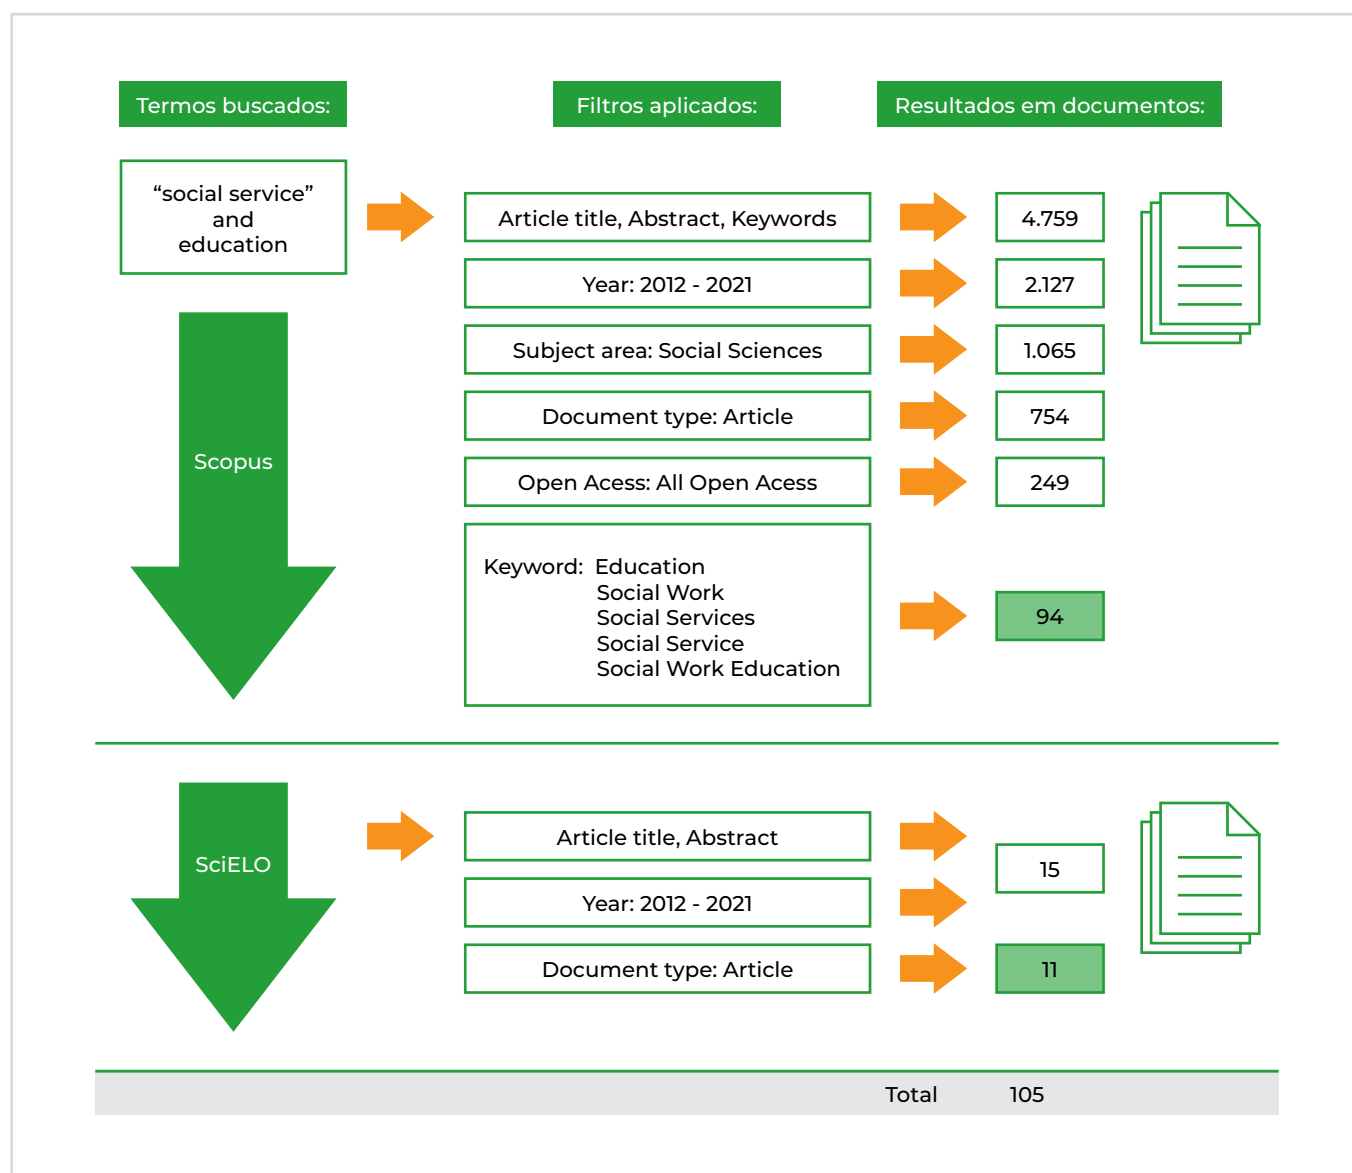 Termos buscados:
Filtros aplicados:
Resultados em documentos:
“social service”
and
education
Article title, Abstract, Keywords
4.759
Year: 2012 - 2021
2.127
Subject area: Social Sciences
1.065
Document type: Article
754
Scopus
Open Acess: All Open Acess
249
Keyword: Education
Social Work
Social Services
Social Service
Social Work Education
94
SciELO
Article title, Abstract
15
Year: 2012 - 2021
Document type: Article
11
Total 105